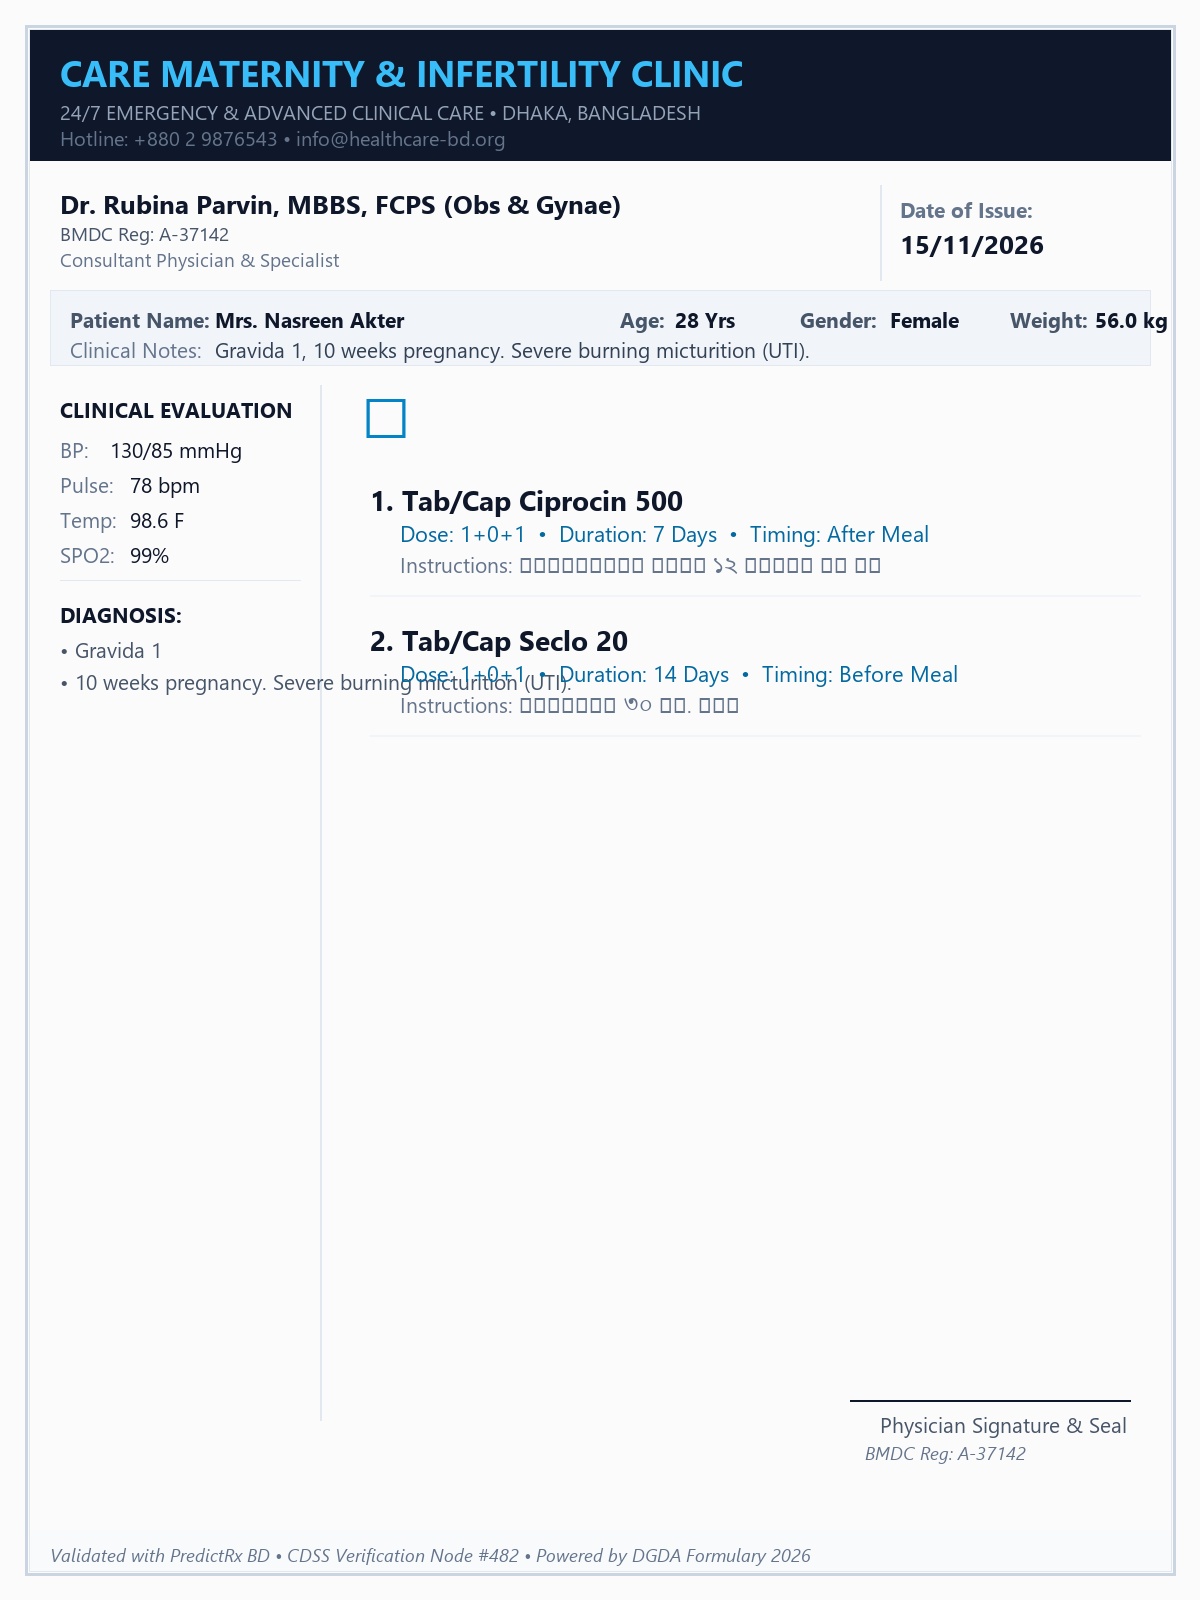 CARE MATERNITY & INFERTILITY CLINIC
24/7 EMERGENCY & ADVANCED CLINICAL CARE • DHAKA, BANGLADESH
Hotline: +880 2 9876543 • info@healthcare-bd.org
Dr. Rubina Parvin, MBBS, FCPS (Obs & Gynae)
BMDC Reg: A-37142
Consultant Physician & Specialist
Date of Issue:
15/11/2026
Patient Name: Mrs. Nasreen Akter Age: 28 Yrs Gender: Female Weight: 56.0 kg
Clinical Notes: Gravida 1, 10 weeks pregnancy. Severe burning micturition (UTI).
CLINICAL EVALUATION
BP: 130/85 mmHg
Pulse: 78 bpm
Temp: 98.6 F
SPO2: 99%
DIAGNOSIS:
• Gravida 1
• 10 weeks pregnancy. Severe burning micturition (UTI).
1. Tab/Cap Ciprocin 500
Dose: 1+0+1 • Duration: 7 Days • Timing: After Meal
Instructions: ১২
2. Tab/Cap Seclo 20
Dose: 1+0+1 • Duration: 14 Days • Timing: Before Meal
Instructions: ৩০
Physician Signature & Seal
BMDC Reg: A-37142
Validated with PredictRx BD • CDSS Verification Node #482 • Powered by DGDA Formulary 2026